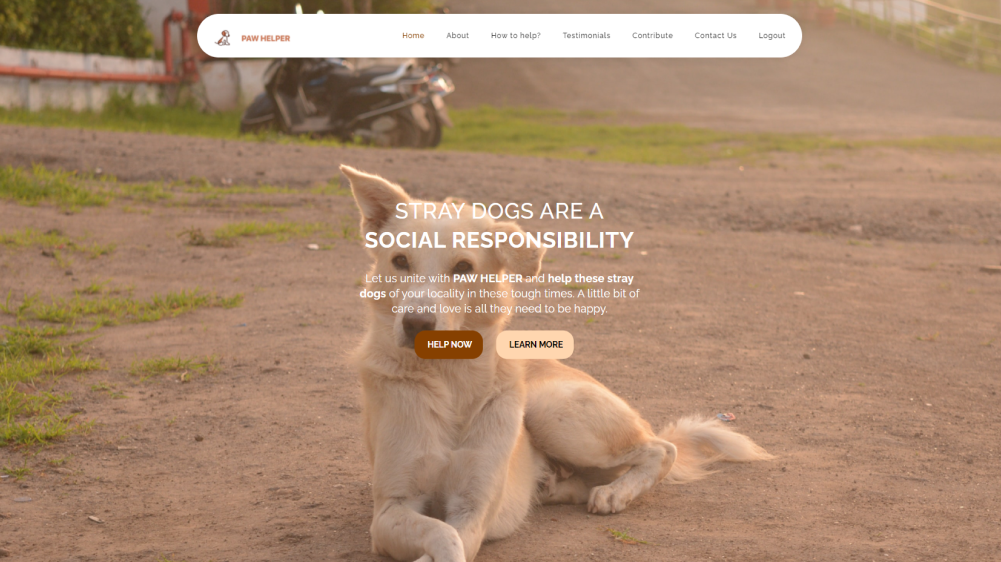 PAW HELPER
Home
About
How to help?
Testimonials
Contribute
Contact Us
Logout
STRAY DOGS ARE A
SOCIAL RESPONSIBILITY
Let us unite with PAW HELPER and help these stray
dogs of your locality in these tough times. A little bit of
care and love is all they need to be happy.
HELP NOW
LEARN MORE